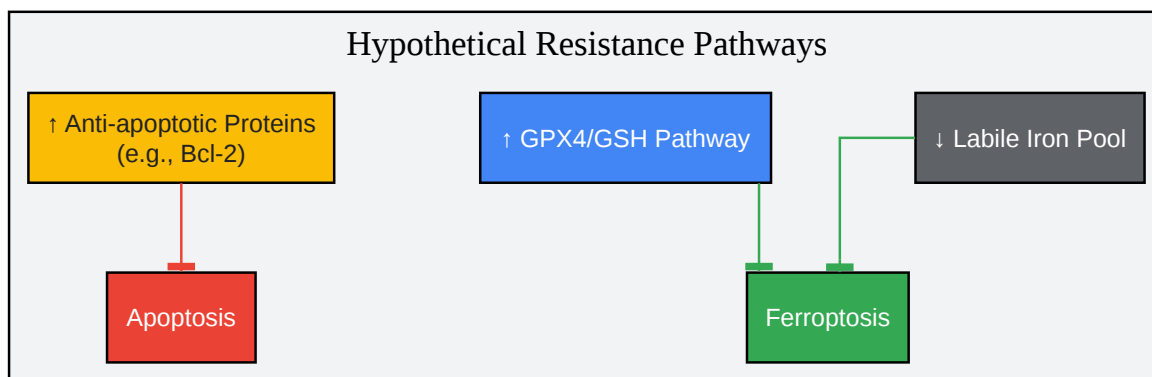 Hypothetical Resistance Pathways
↑ Anti-apoptotic Proteins
(e.g., Bcl-2)
↑ GPX4/GSH Pathway
↓ Labile Iron Pool
Apoptosis
Ferroptosis